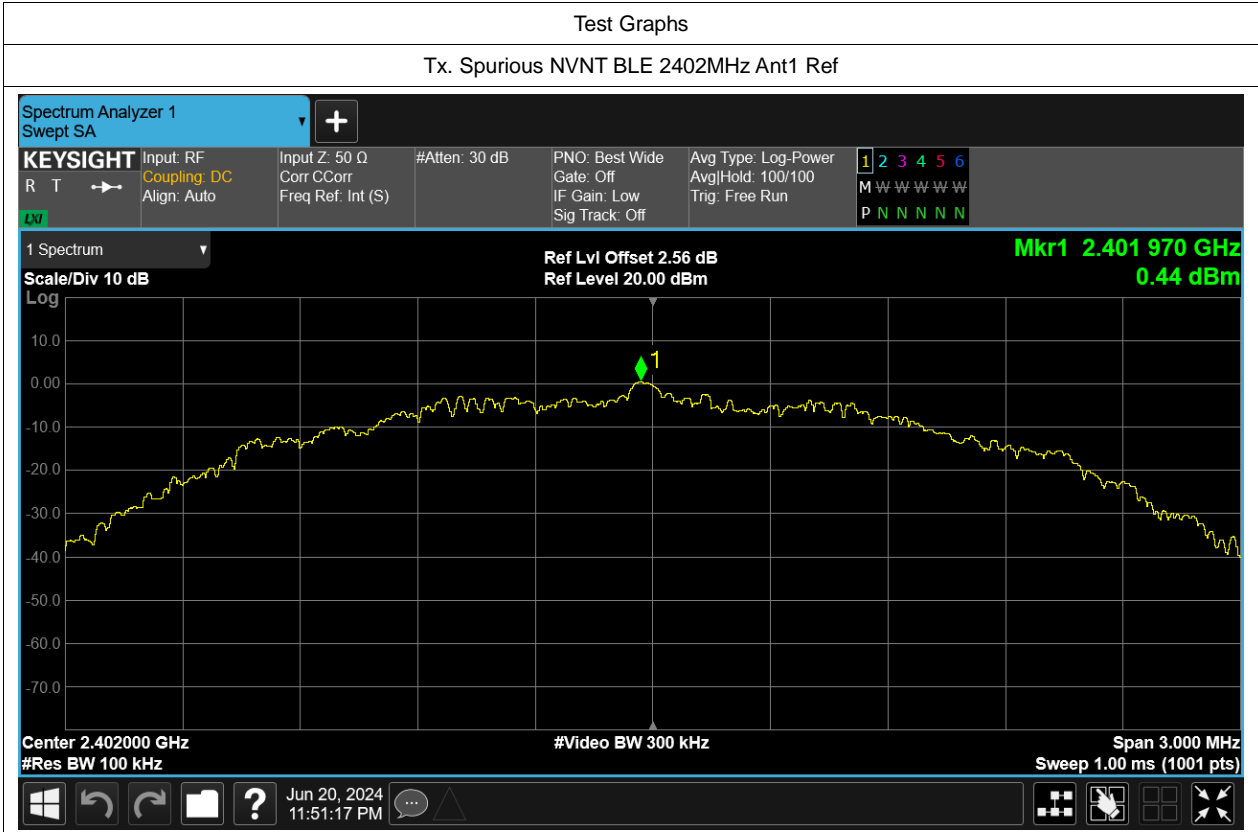 Test Graphs
Tx. Spurious NVNT BLE 2402MHz Ant1 Ref
Spectrum Analyzer 1
Swept SA
KEYSIGHT
R T
LXI
Input: RF
Coupling: DC
Align: Auto
Input Z: 50 Ω
Corr CCorr
Freq Ref: Int (S)
#Atten: 30 dB
PNO: Best Wide
Gate: Off
IF Gain: Low
Sig Track: Off
Avg Type: Log-Power
Avg|Hold: 100/100
Trig: Free Run
1 2 3 4 5 6
M W W W W W
P N N N N N
1 Spectrum
Scale/Div 10 dB
Ref Lvl Offset 2.56 dB
Ref Level 20.00 dBm
Mkr1 2.401 970 GHz
0.44 dBm
Log
10.0
0.00
-10.0
-20.0
-30.0
-40.0
-50.0
-60.0
-70.0
1
Center 2.402000 GHz
#Res BW 100 kHz
#Video BW 300 kHz
Span 3.000 MHz
Sweep 1.00 ms (1001 pts)
?
Jun 20, 2024
11:51:17 PM